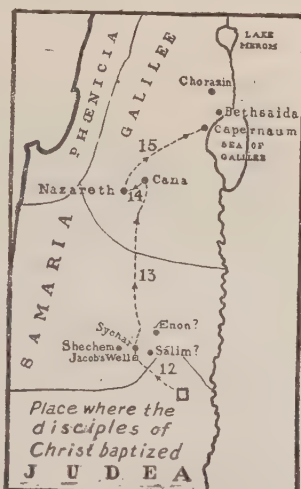 LAKE
MEROM
PHŒNICIA
GALILEE
Chorazin
Bethsaida
Capernaum
SEA OF
GALILEE
15
Nazareth
Cana
14
SAMARIA
13
Enon?
Sychar
Shechem
Salim?
Jacob's Well
12
Place where the
disciples of
Christ baptized
JUDEA